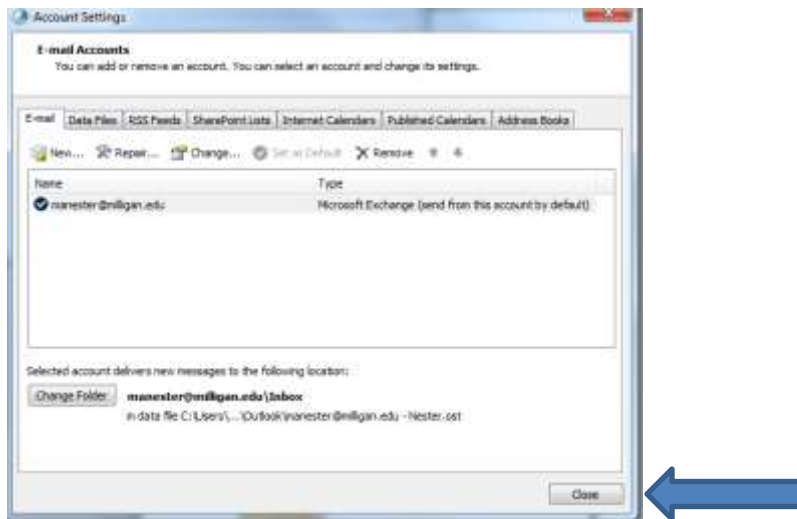 Account Settings
E-mail Accounts
You can add or remove an account. You can select an account and change its settings.
E-mail Data Files RSS Feeds SharePoint Lists Internet Calendars Published Calendars Address Books
New... Repair... Change... Set as Default Remove
Name Type
manester@milligan.edu Microsoft Exchange (send from this account by default)
Selected account delivers new messages to the following location:
Change Folder manester@milligan.edu\Inbox
in data file C:\Users\...\Outlook\manester@milligan.edu - Nester.ost
Close